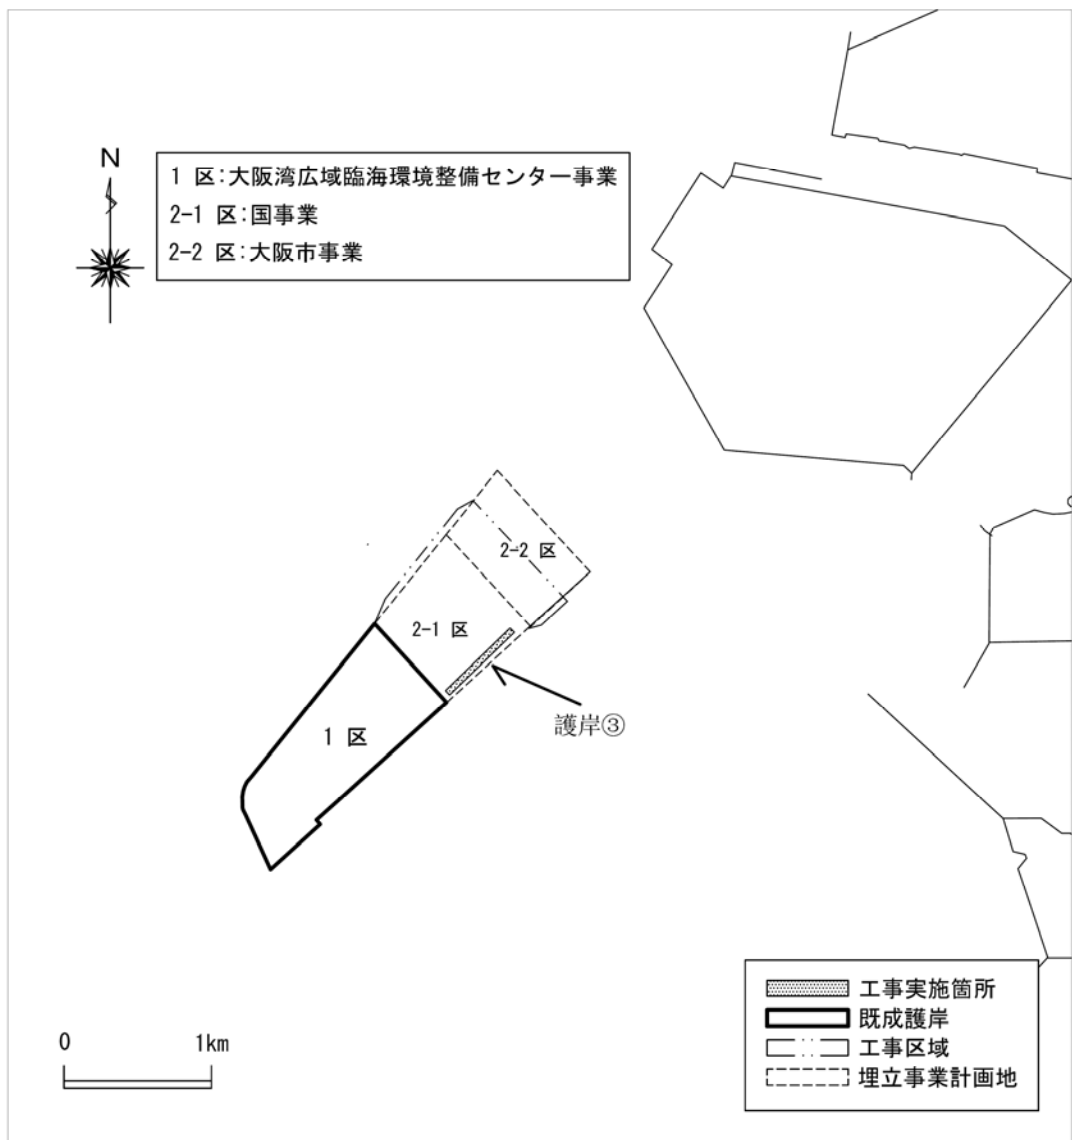 N
1 区:大阪湾広域臨海環境整備センター事業
2-1 区:国事業
2-2 区:大阪市事業
2-2 区
2-1 区
護岸③
1 区
工事実施箇所
既成護岸
工事区域
埋立事業計画地
0 1km